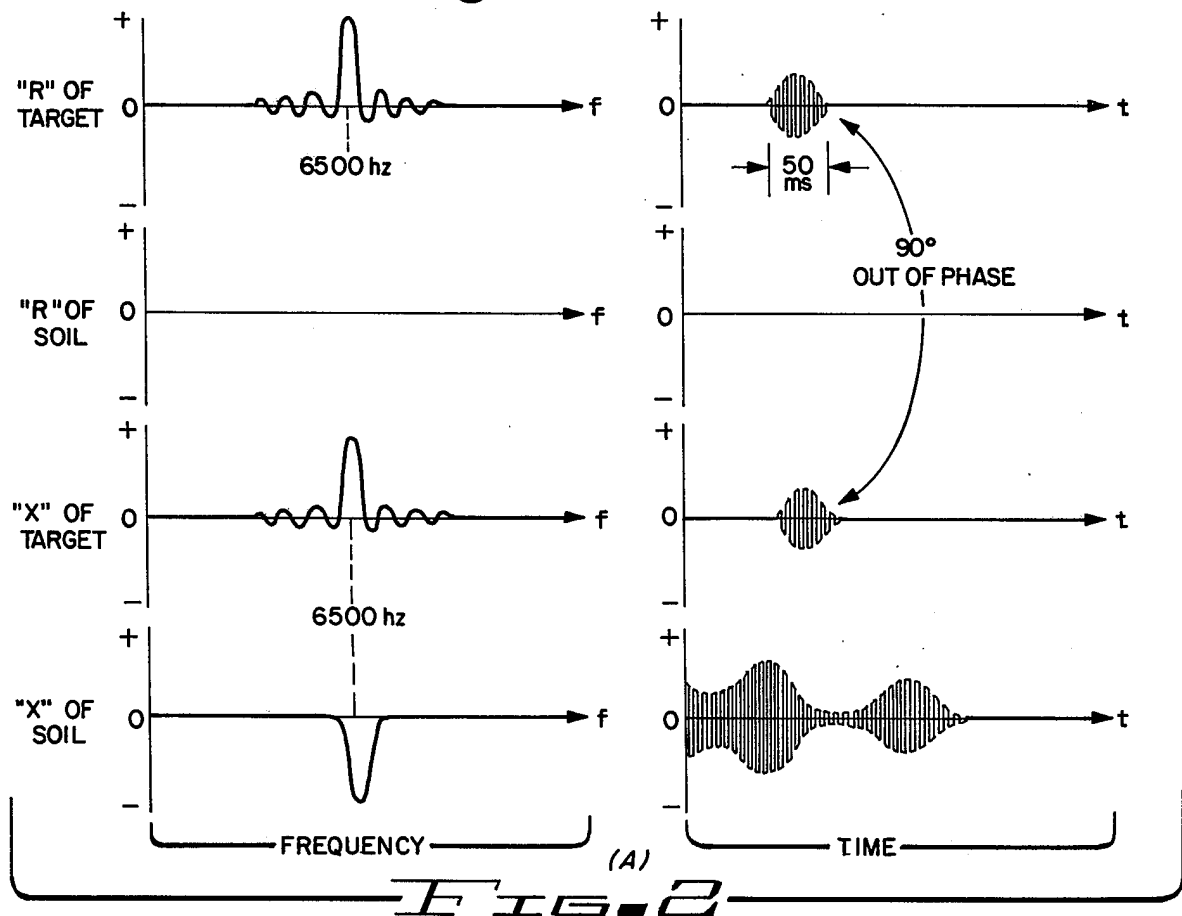 +
"R" OF
TARGET
0
f
6500 hz
−
+
0
t
50
ms
−
90°
OUT OF PHASE
+
"R" OF
SOIL
0
f
−
+
0
t
−
+
"X" OF
TARGET
0
f
−
6500 hz
+
0
t
−
+
"X" OF
SOIL
0
f
−
+
0
t
−
FREQUENCY
TIME
(A)
FIG. 2